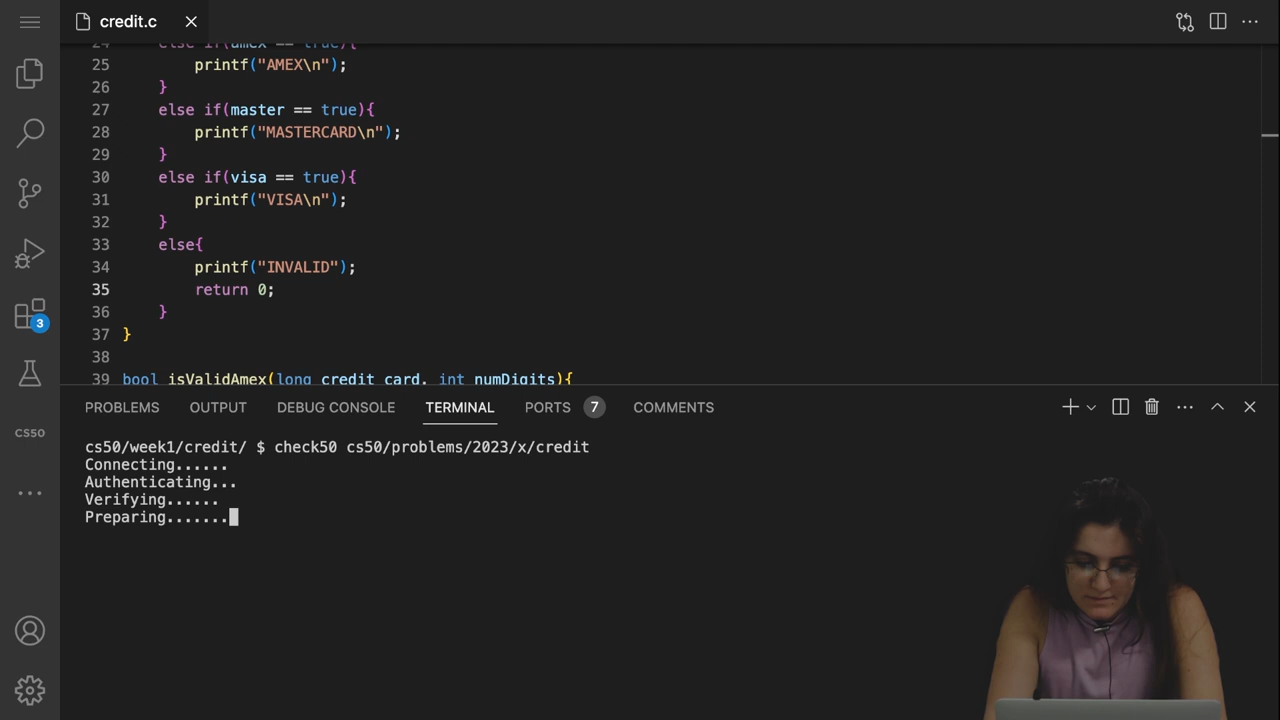 credit.c
24 else if(amex == true){
25 printf("AMEX\n");
26 }
27 else if(master == true){
28 printf("MASTERCARD\n");
29 }
30 else if(visa == true){
31 printf("VISA\n");
32 }
33 else{
34 printf("INVALID");
35 return 0;
36 }
37 }
38
39 bool isValidAmex(long credit_card, int numDigits){
3
CS50
PROBLEMS OUTPUT DEBUG CONSOLE TERMINAL PORTS 7 COMMENTS
cs50/week1/credit/ $ check50 cs50/problems/2023/x/credit
Connecting......
Authenticating...
Verifying......
Preparing.......